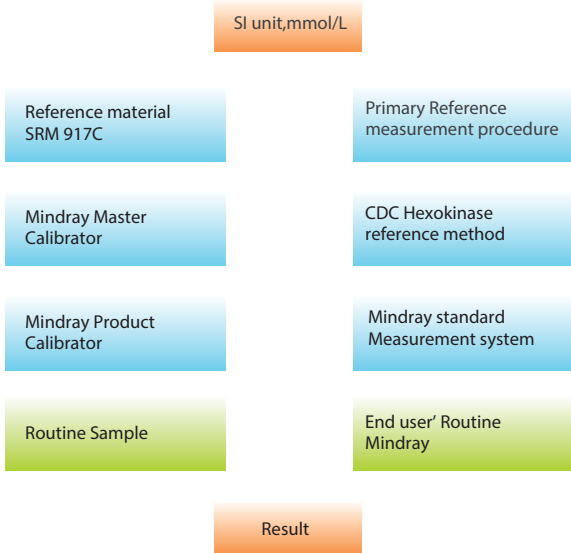 SI unit,mmol/L
Reference material
SRM 917C
Primary Reference
measurement procedure
Mindray Master
Calibrator
CDC Hexokinase
reference method
Mindray Product
Calibrator
Mindray standard
Measurement system
Routine Sample
End user’ Routine
Mindray
Result